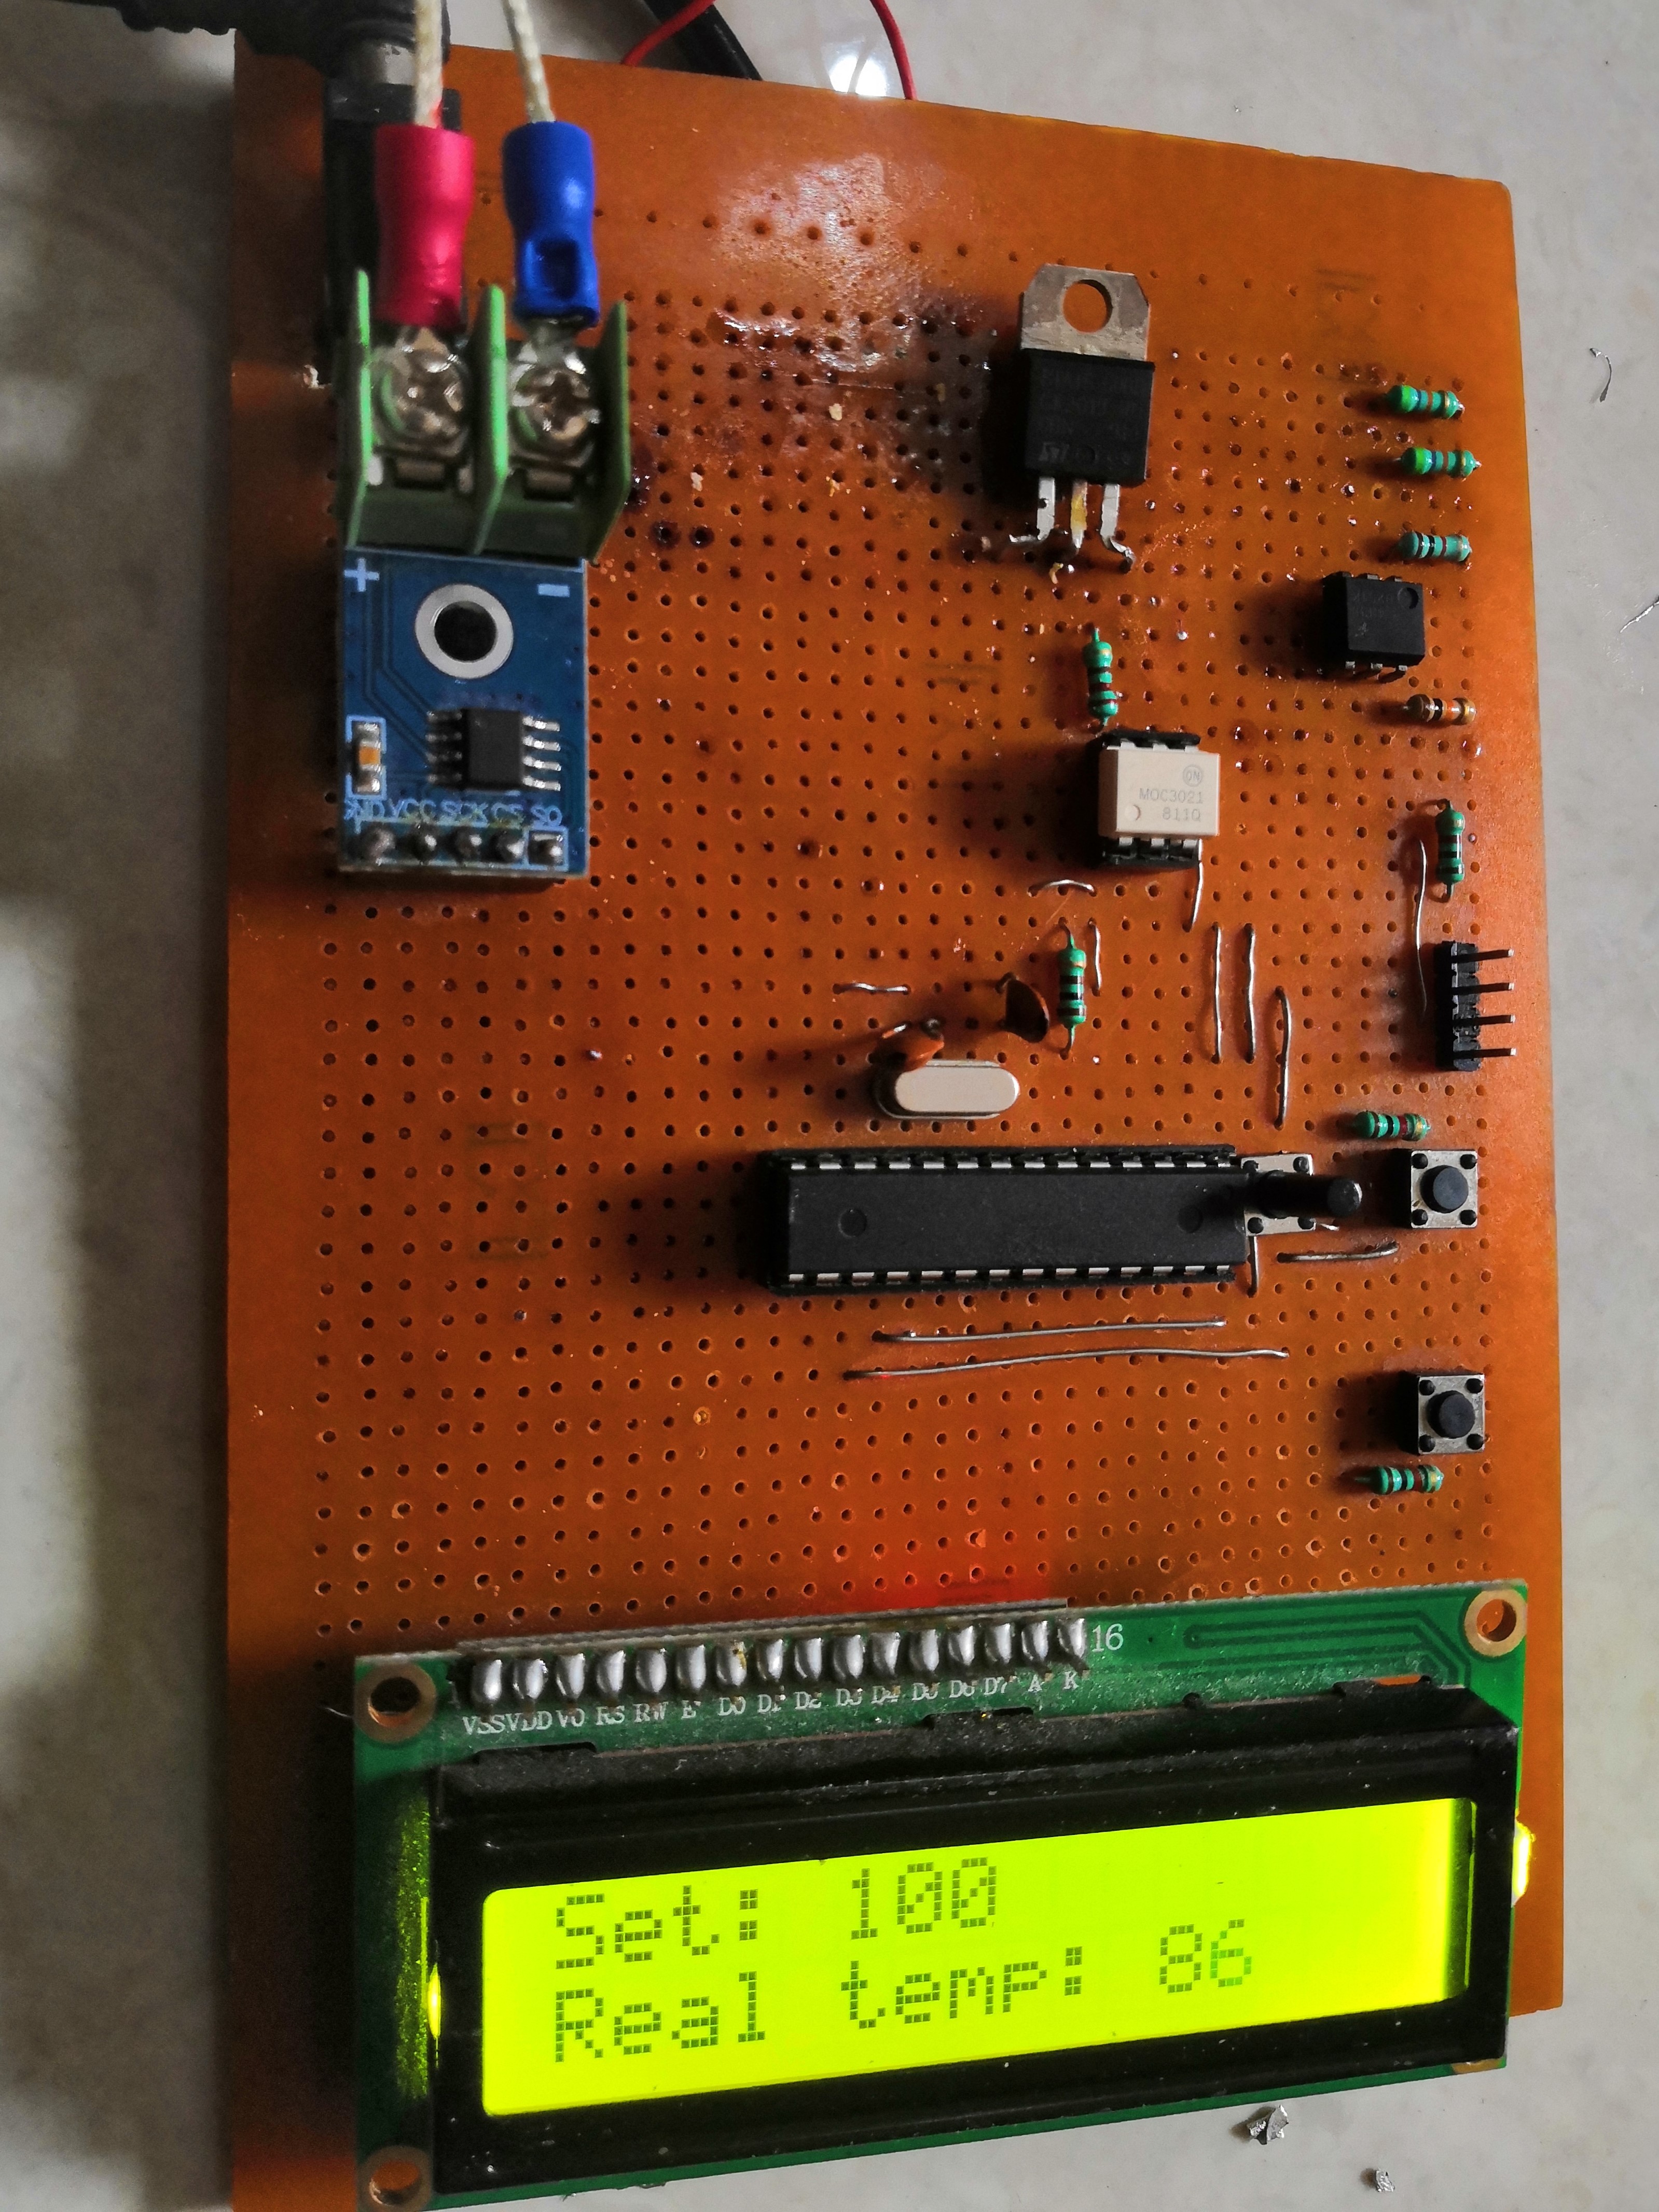 + −
GND VCC SCK CS SO
MOC3021
811Q
16
VSS VDD VO RS RW E D0 D1 D2 D3 D4 D5 D6 D7 A K
Set: 100
Real temp: 86